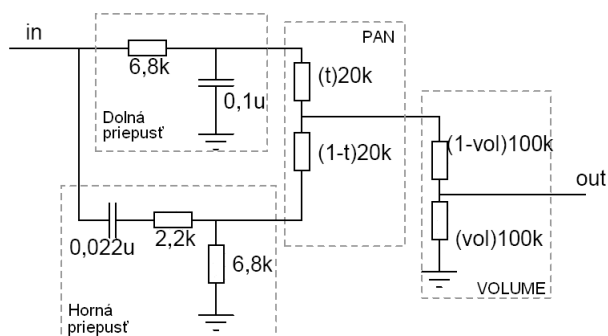 in
PAN
6,8k
(t)20k
0,1u
Dolná
priepusť
(1-t)20k
(1-vol)100k
out
0,022u
2,2k
6,8k
(vol)100k
Horná
priepusť
VOLUME